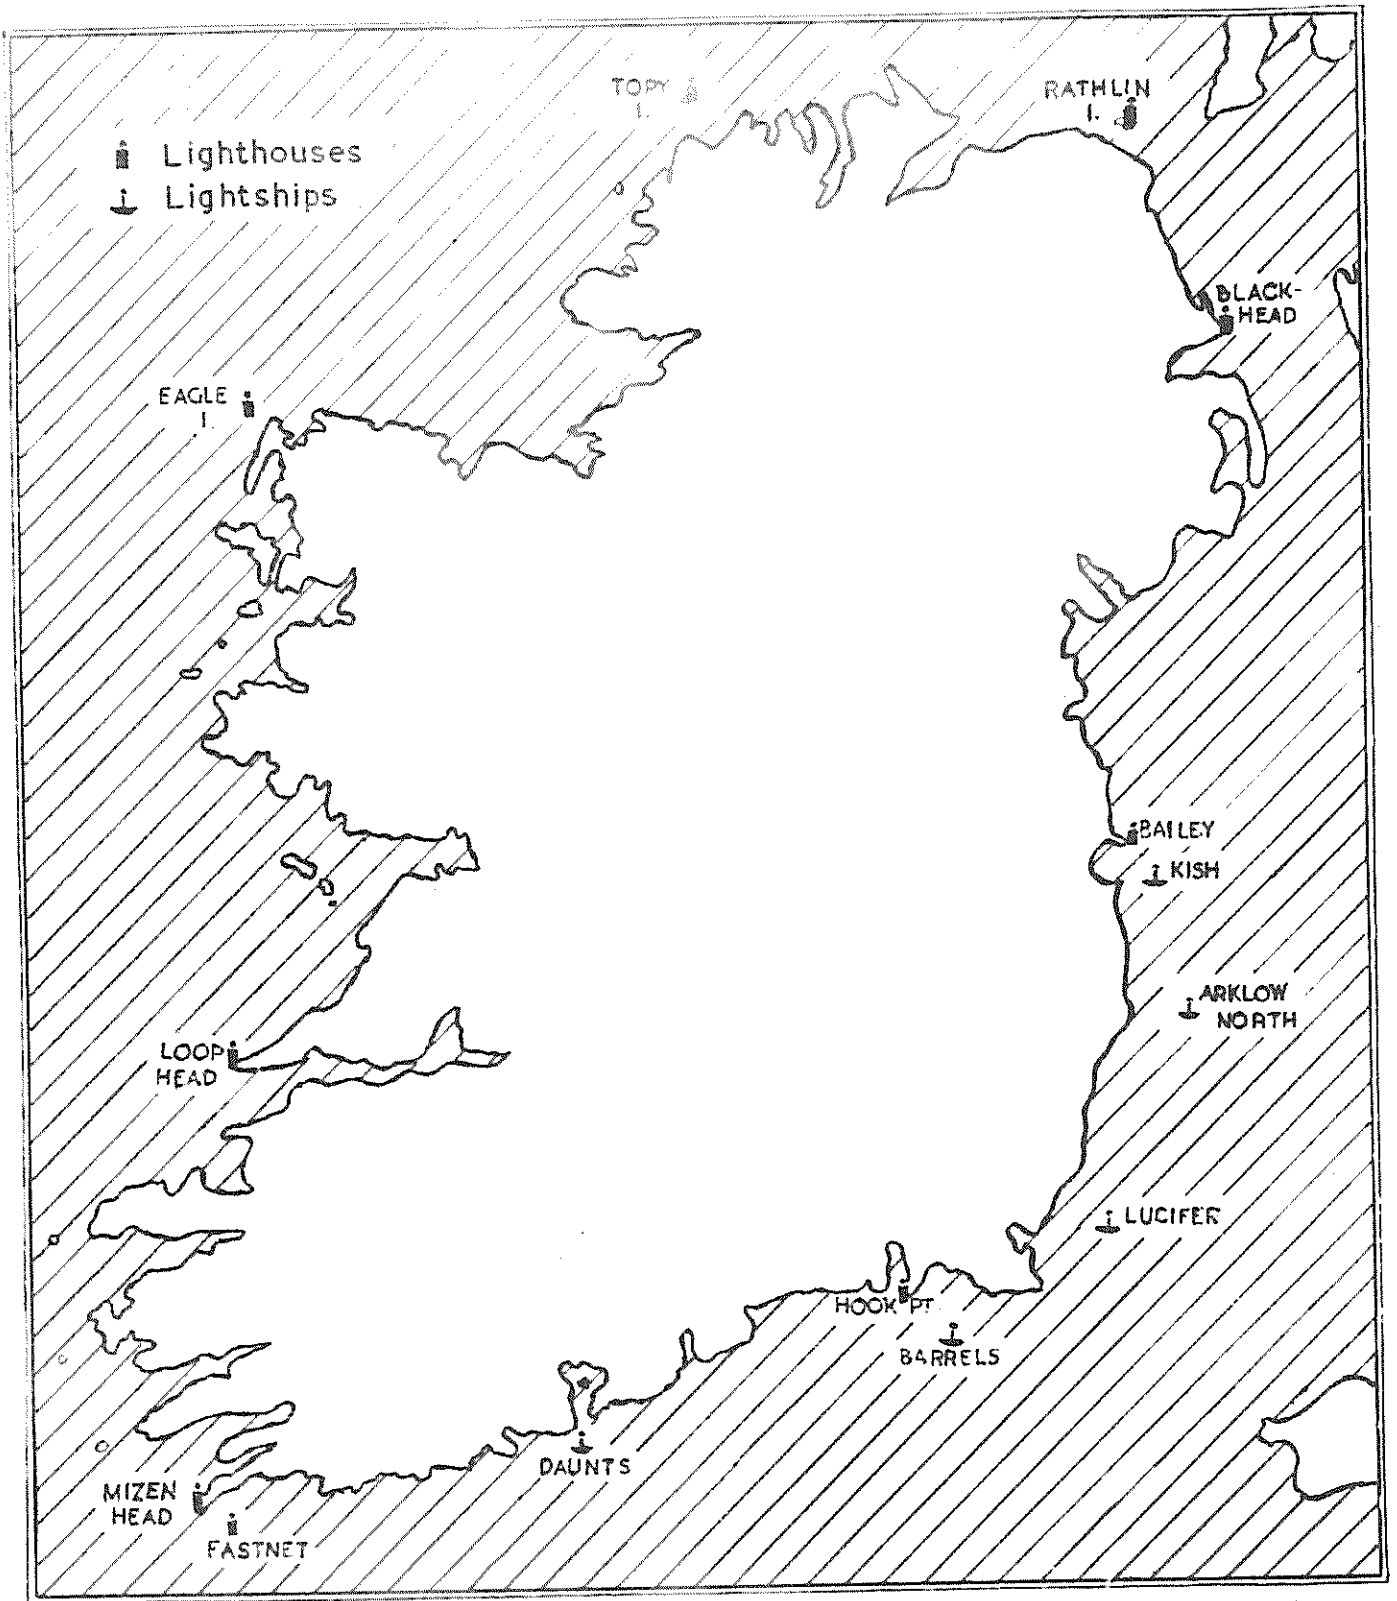 TORY
I.
RATHLIN
I.
Lighthouses
Lightships
BLACK-
HEAD
EAGLE
I.
BAILEY
KISH
ARKLOW
NORTH
LOOP
HEAD
LUCIFER
HOOK PT.
BARRELS
DAUNTS
MIZEN
HEAD
FASTNET